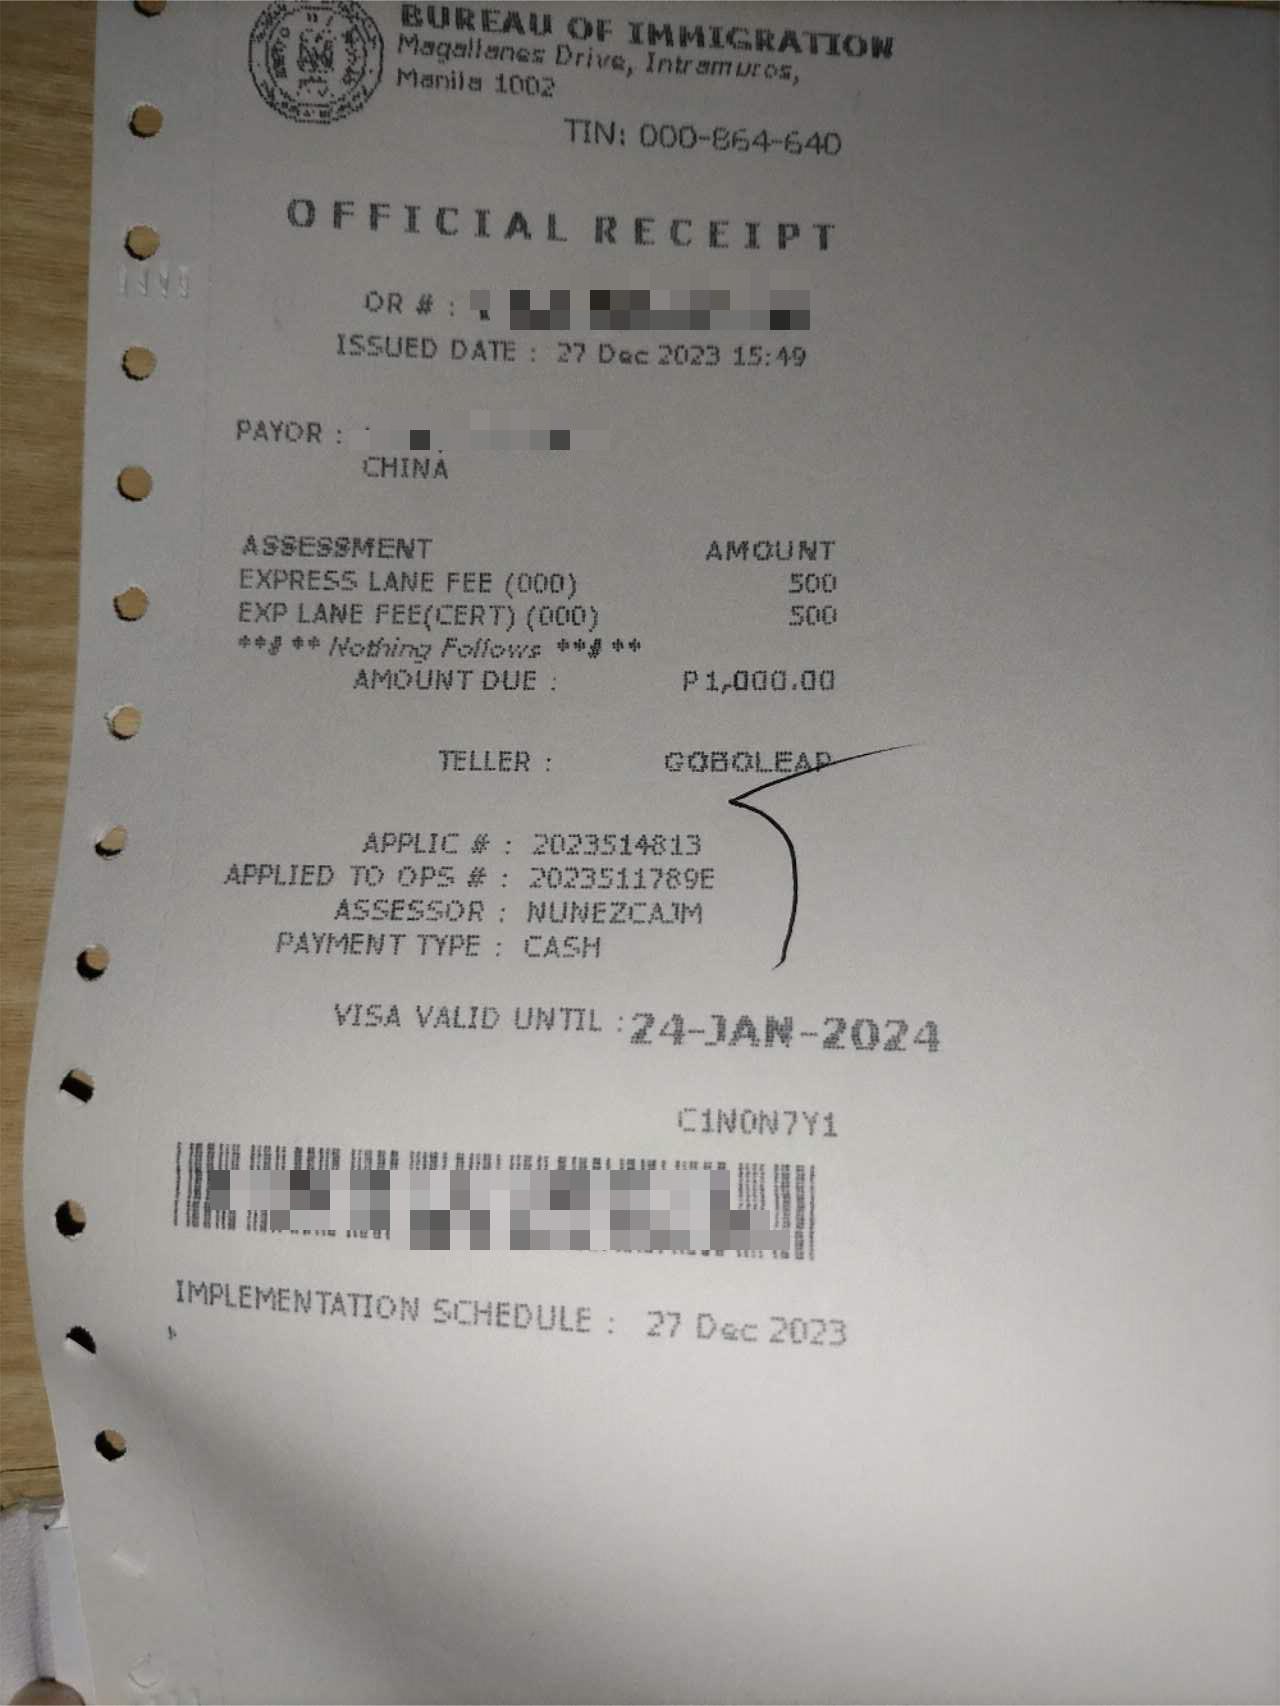 BUREAU OF IMMIGRATION
Magallanes Drive, Intramuros,
Manila 1002
TIN: 000-864-640
OFFICIAL RECEIPT
OR # :
ISSUED DATE : 27 Dec 2023 15:49
PAYOR :
CHINA
ASSESSMENT AMOUNT
EXPRESS LANE FEE (000) 500
EXP LANE FEE(CERT) (000) 500
**#** Nothing Follows **#**
AMOUNT DUE : P1,000.00
TELLER : GOBOLEAP
APPLIC # : 2023514813
APPLIED TO OPS # : 2023511789E
ASSESSOR : NUNEZCAJM
PAYMENT TYPE : CASH
VISA VALID UNTIL : 24-JAN-2024
C1N0N7Y1
IMPLEMENTATION SCHEDULE : 27 Dec 2023